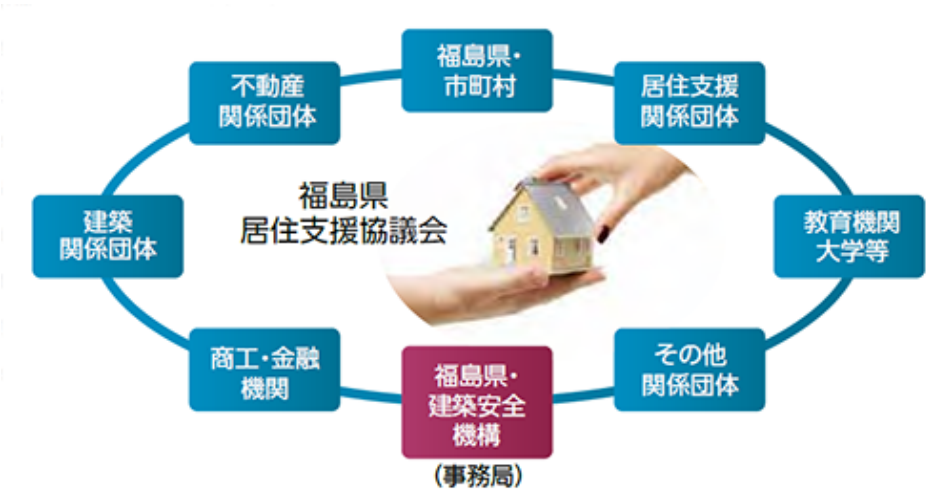 福島県・
市町村
不動産
関係団体
居住支援
関係団体
福島県
居住支援協議会
建築
関係団体
教育機関
大学等
商工・金融
機関
福島県・
建築安全
機構
その他
関係団体
(事務局)